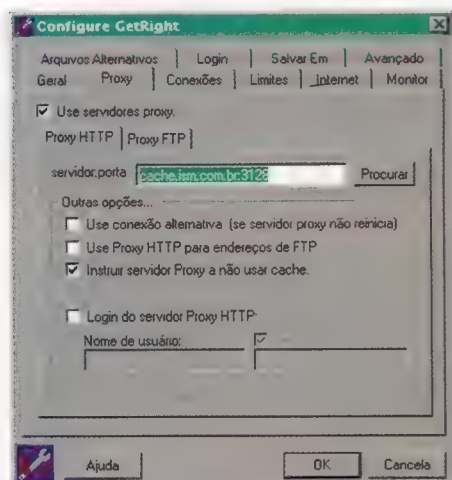 Configure GetRight
Arquivos Alternativos Login Salvar Em Avançado
Geral Proxy Conexões Limites Internet Monitor
Use servidores proxy.
Proxy HTTP Proxy FTP
servidor:porta cache.ism.com.br:3128 Procurar
Outras opções...
Use conexão alternativa (se servidor proxy não reinicia)
Use Proxy HTTP para endereços de FTP
Instruir servidor Proxy a não usar cache.
Login do servidor Proxy HTTP
Nome de usuário:
Ajuda OK Cancela